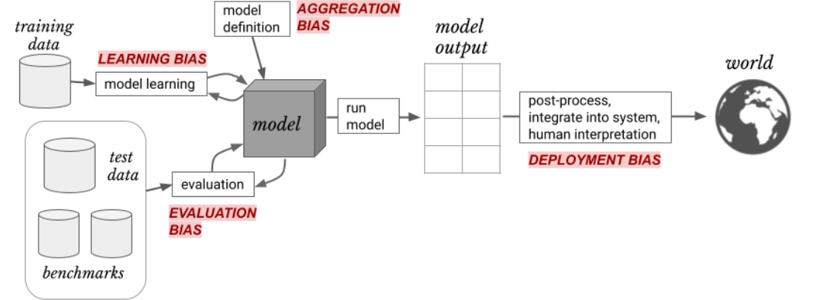 model
definition
AGGREGATION
BIAS
training
data
LEARNING BIAS
model learning
model
run
model
model
output
post-process,
integrate into system,
human interpretation
DEPLOYMENT BIAS
world
test
data
benchmarks
evaluation
EVALUATION
BIAS